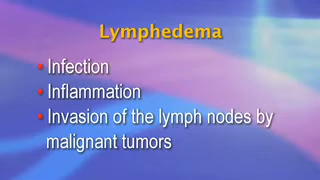 Lymphedema
• Infection
• Inflammation
• Invasion of the lymph nodes by
malignant tumors